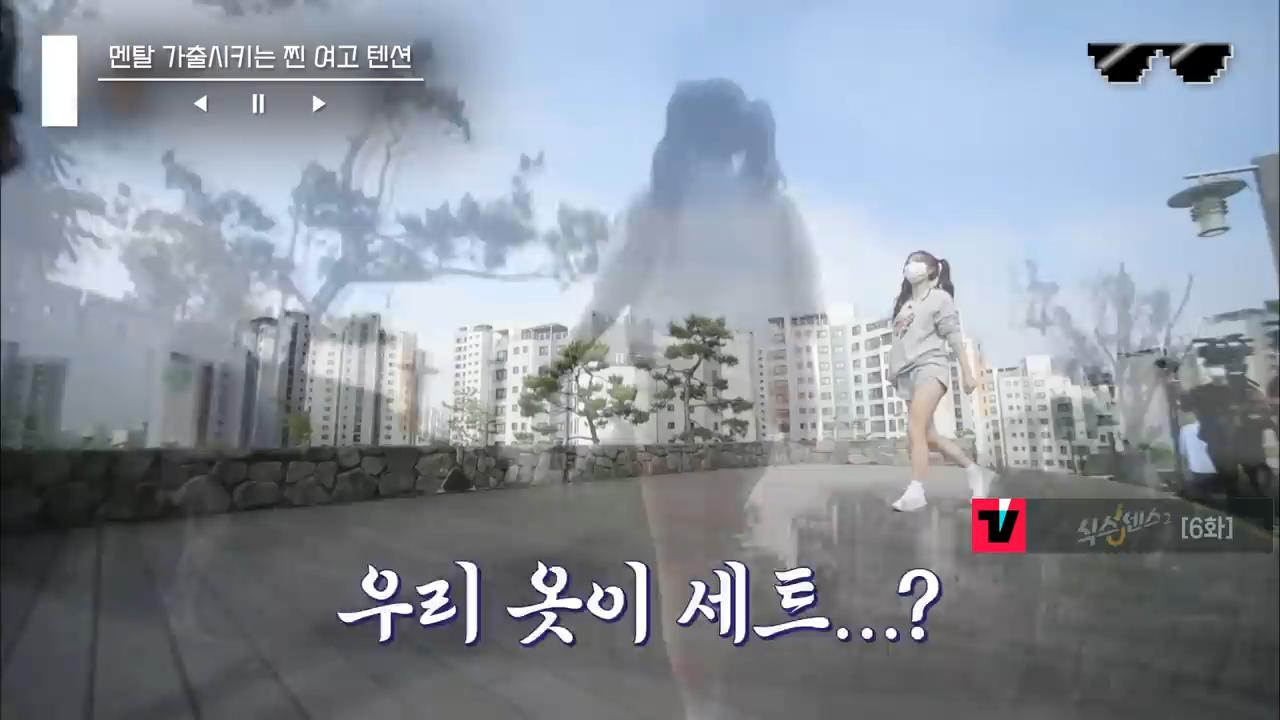 멘탈 가출시키는 찐 여고 텐션
식스센스2 [6화]
우리 옷이 세트...?